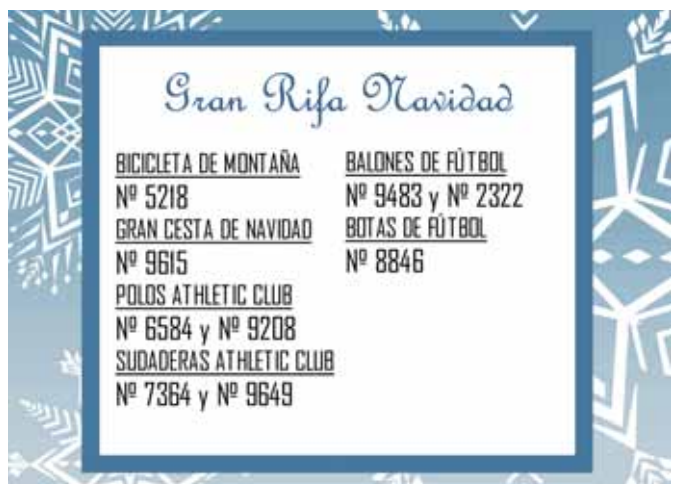 Gran Rifa Navidad
BICICLETA DE MONTAÑA
Nº 5218
GRAN CESTA DE NAVIDAD
Nº 9615
POLOS ATHLETIC CLUB
Nº 6584 y Nº 9208
SUDADERAS ATHLETIC CLUB
Nº 7364 y Nº 9649
BALONES DE FÚTBOL
Nº 9483 y Nº 2322
BOTAS DE FÚTBOL
Nº 8846